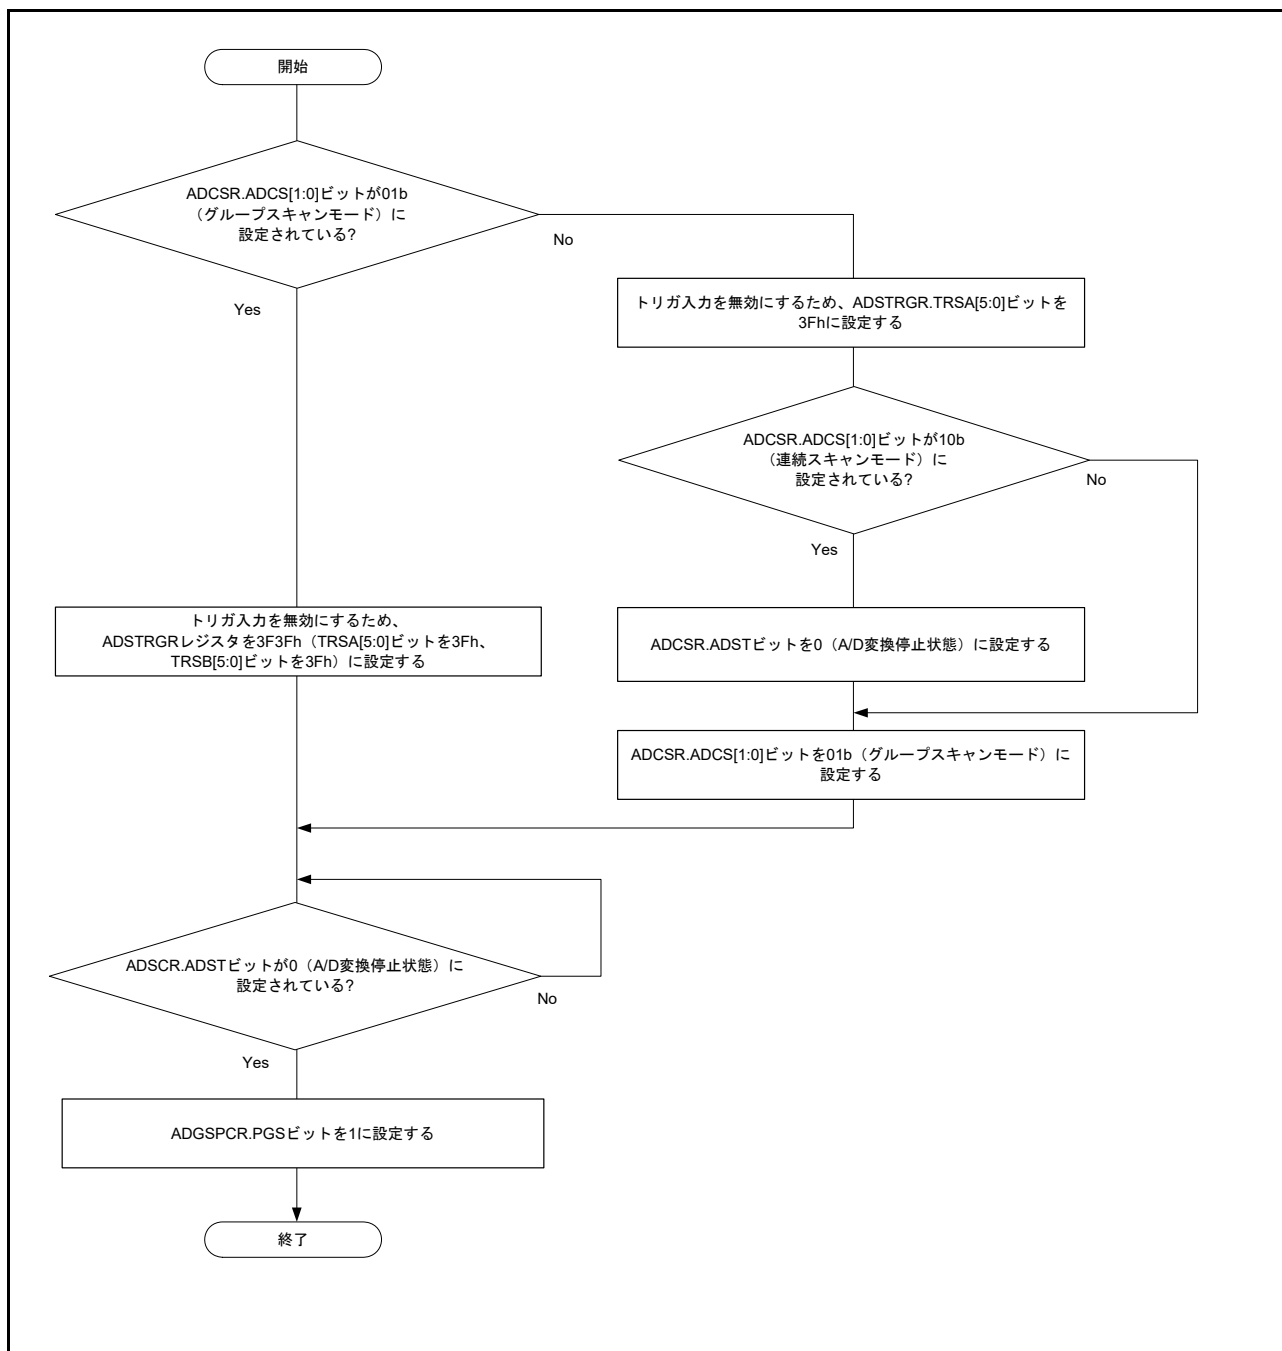 開始
ADCSR.ADCS[1:0]ビットが01b
（グループスキャンモード）に
設定されている?
No
Yes
トリガ入力を無効にするため、ADSTRGR.TRSA[5:0]ビットを
3Fhに設定する
ADCSR.ADCS[1:0]ビットが10b
（連続スキャンモード）に
設定されている?
No
Yes
トリガ入力を無効にするため、
ADSTRGRレジスタを3F3Fh（TRSA[5:0]ビットを3Fh、
TRSB[5:0]ビットを3Fh）に設定する
ADCSR.ADSTビットを0（A/D変換停止状態）に設定する
ADCSR.ADCS[1:0]ビットを01b（グループスキャンモード）に
設定する
ADSCR.ADSTビットが0（A/D変換停止状態）に
設定されている?
No
Yes
ADGSPCR.PGSビットを1に設定する
終了